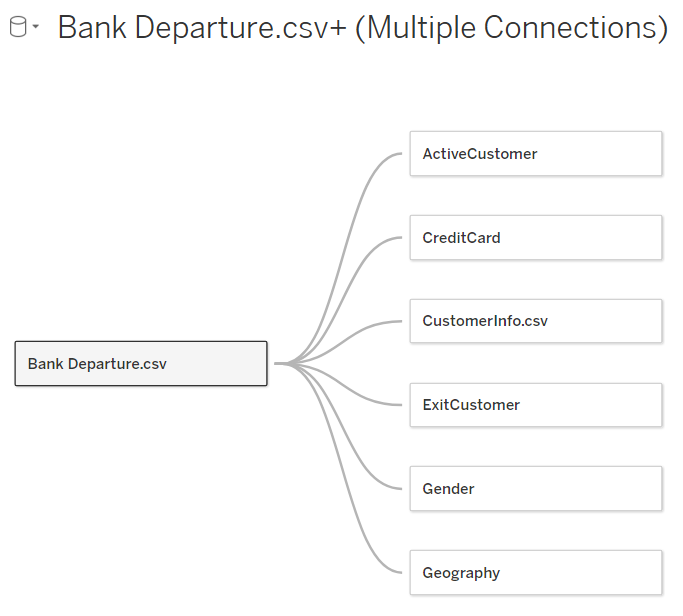 Bank Departure.csv+ (Multiple Connections)
ActiveCustomer
CreditCard
CustomerInfo.csv
Bank Departure.csv
ExitCustomer
Gender
Geography